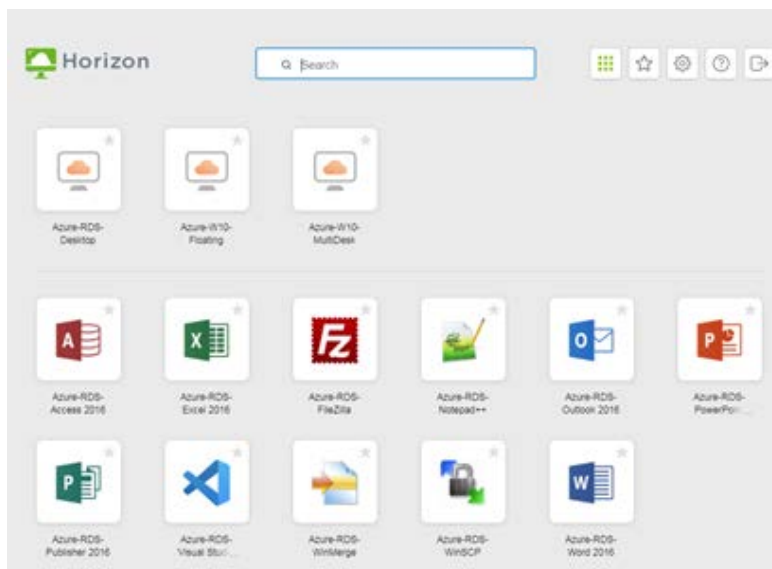 Horizon
Search
Azure-RDS-
Desktop
Azure-W10-
Floating
Azure-W10-
MultiDesk
Azure-RDS-
Access 2016
Azure-RDS-
Excel 2016
Azure-RDS-
FileZilla
Azure-RDS-
Notepad++
Azure-RDS-
Outlook 2016
Azure-RDS-
PowerPoi...
Azure-RDS-
Publisher 2016
Azure-RDS-
Visual Stud...
Azure-RDS-
WinMerge
Azure-RDS-
WinSCP
Azure-RDS-
Word 2016